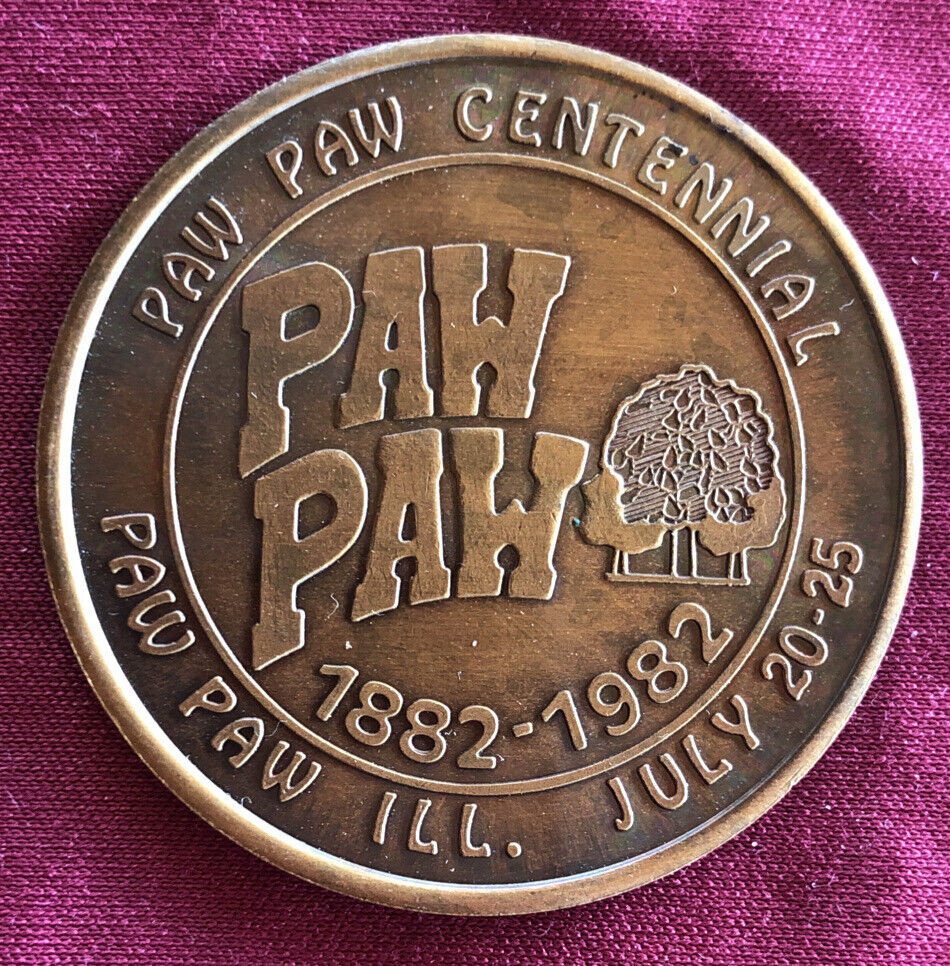 PAW PAW CENTENNIAL
PAW
PAW
1882-1982
PAW PAW ILL. JULY 20-25